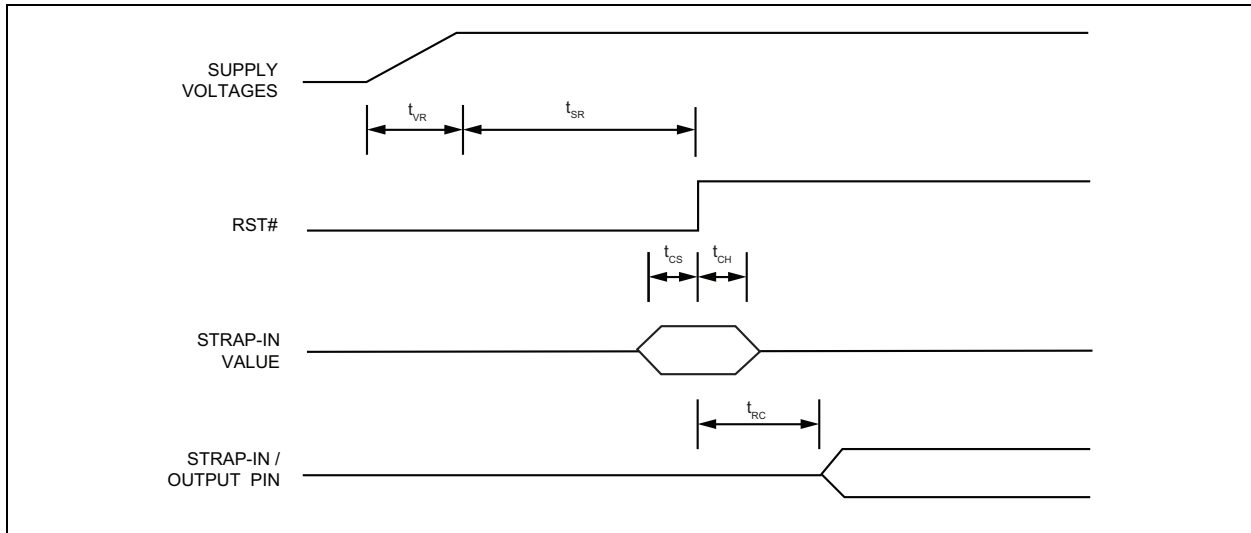 SUPPLY
VOLTAGES
tVR
tSR
RST#
tCS
tCH
STRAP-IN
VALUE
tRC
STRAP-IN /
OUTPUT PIN